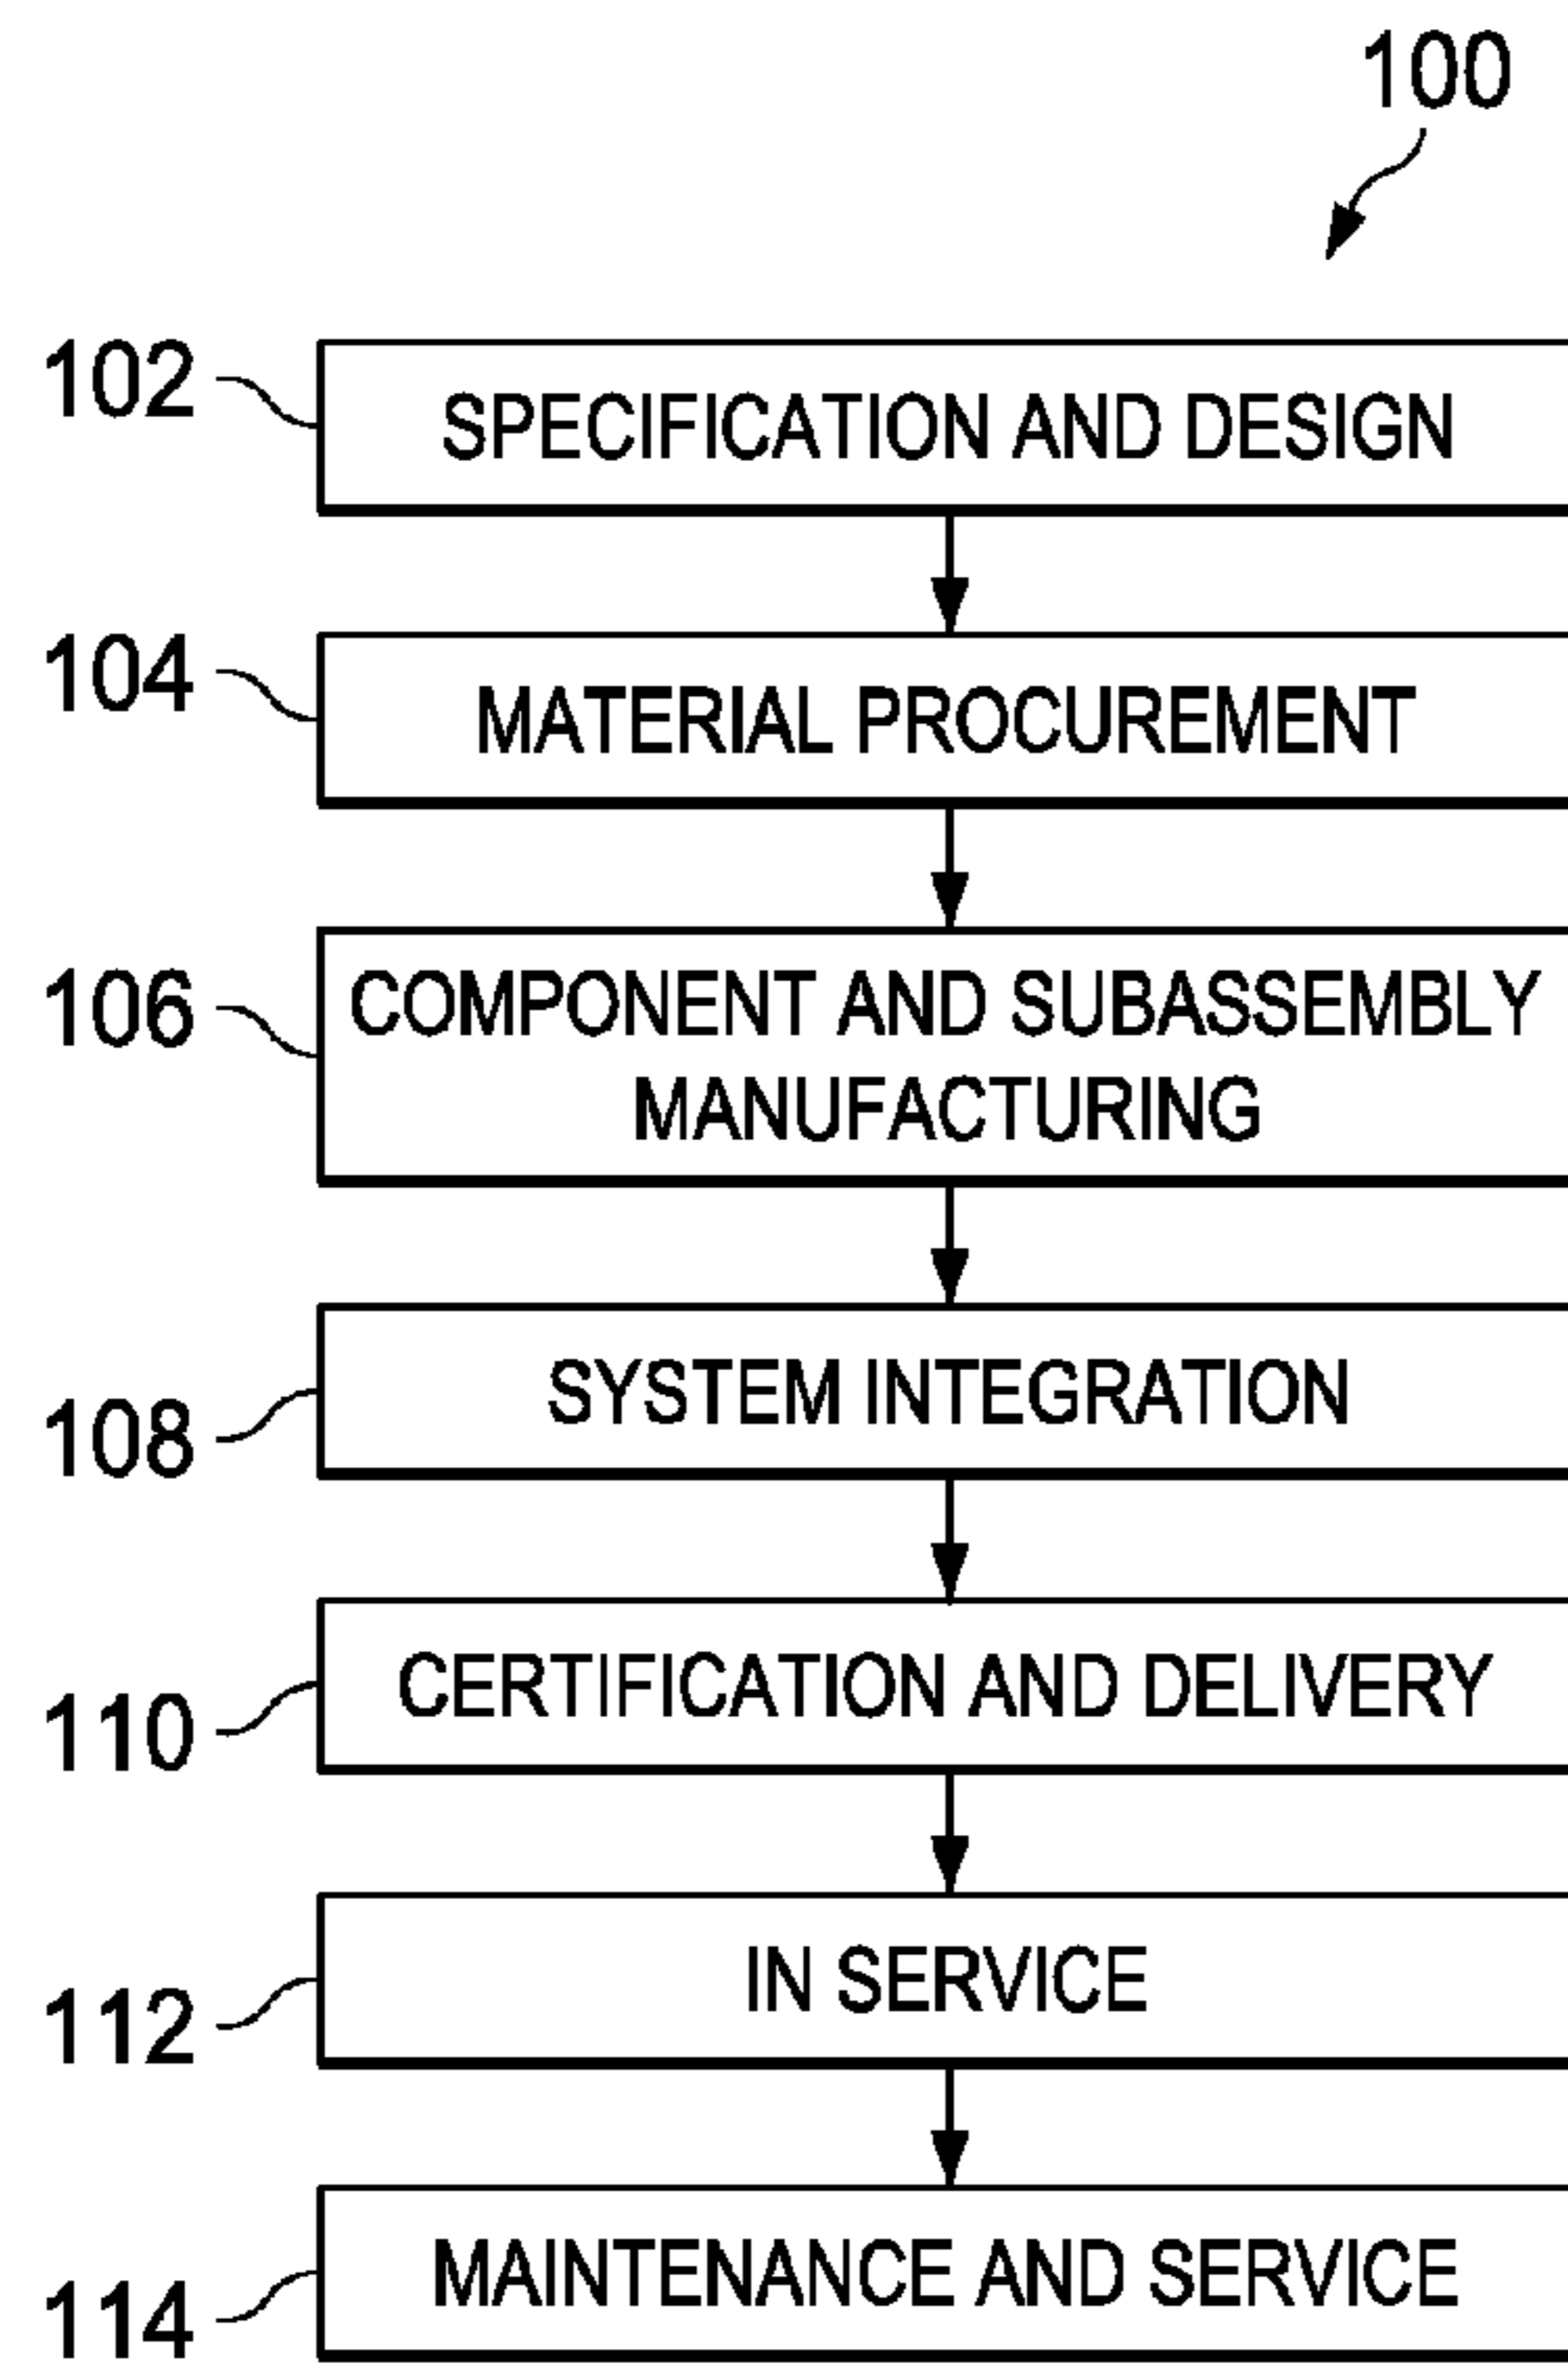 100
102
SPECIFICATION AND DESIGN
104
MATERIAL PROCUREMENT
106
COMPONENT AND SUBASSEMBLY
MANUFACTURING
108
SYSTEM INTEGRATION
110
CERTIFICATION AND DELIVERY
112
IN SERVICE
114
MAINTENANCE AND SERVICE